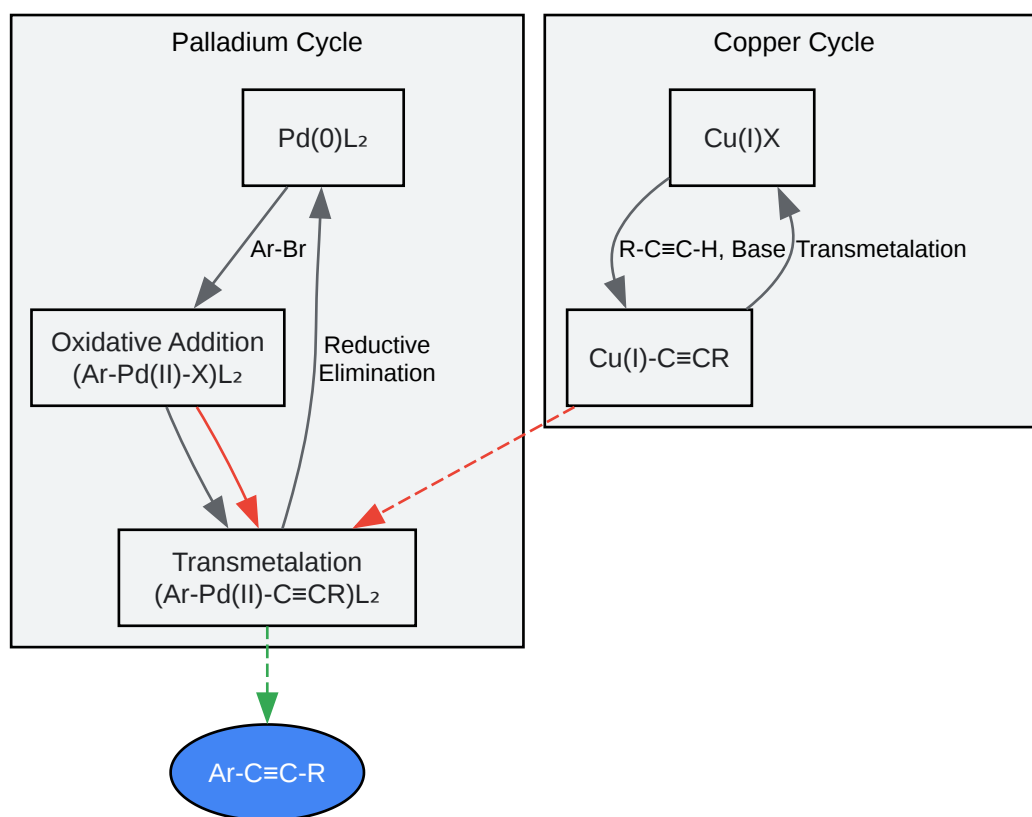 Palladium Cycle
Pd(0)L₂
Ar-Br
Oxidative Addition
(Ar-Pd(II)-X)L₂
Reductive
Elimination
Transmetalation
(Ar-Pd(II)-C≡CR)L₂
Ar-C≡C-R
Copper Cycle
Cu(I)X
R-C≡C-H, Base
Transmetalation
Cu(I)-C≡CR